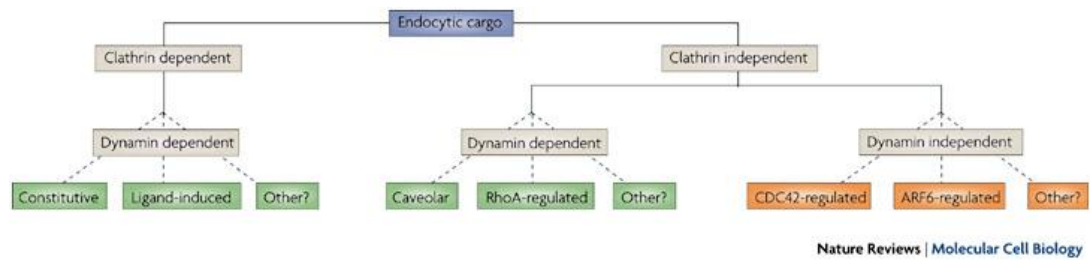 Endocytic cargo
Clathrin dependent
Clathrin independent
Dynamin dependent
Dynamin dependent
Dynamin independent
Constitutive
Ligand-induced
Other?
Caveolar
RhoA-regulated
Other?
CDC42-regulated
ARF6-regulated
Other?
Nature Reviews | Molecular Cell Biology